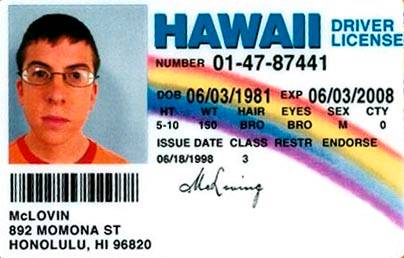 HAWAII DRIVER LICENSE
NUMBER 01-47-87441
DOB 06/03/1981 EXP 06/03/2008
HT WT HAIR EYES SEX CTY
5-10 150 BRO BRO M 0
ISSUE DATE CLASS RESTR ENDORSE
06/18/1998 3
McLOVIN
892 MOMONA ST
HONOLULU, HI 96820